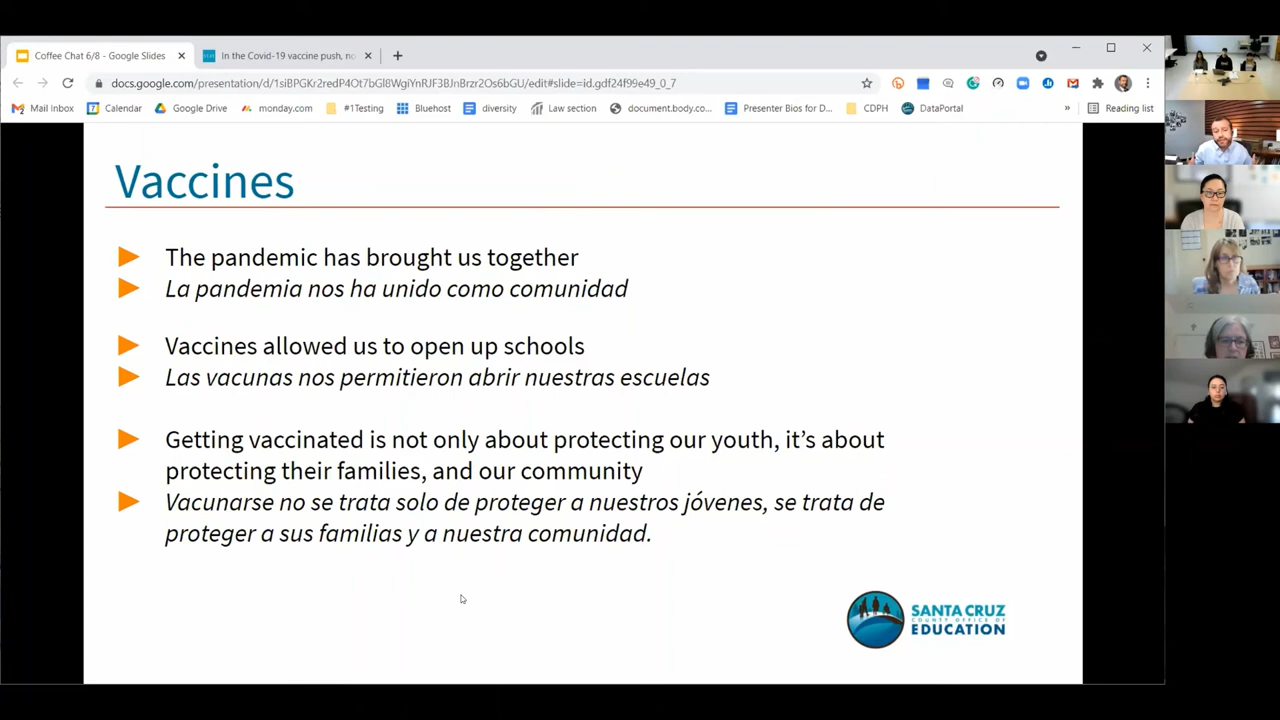 Coffee Chat 6/8 - Google Slides
In the Covid-19 vaccine push, no
docs.google.com/presentation/d/1siBPGKr2redP4Ot7bGl8WgiYnRJF3BJnBrzr2Os6bGU/edit#slide=id.gdf24f99e49_0_7
Mail Inbox Calendar Google Drive monday.com #1Testing Bluehost diversity Law section document.body.co... Presenter Bios for D... CDPH DataPortal » Reading list
Vaccines
The pandemic has brought us together
La pandemia nos ha unido como comunidad
Vaccines allowed us to open up schools
Las vacunas nos permitieron abrir nuestras escuelas
Getting vaccinated is not only about protecting our youth, it’s about
protecting their families, and our community
Vacunarse no se trata solo de proteger a nuestros jóvenes, se trata de
proteger a sus familias y a nuestra comunidad.
SANTA CRUZ
COUNTY OFFICE OF
EDUCATION